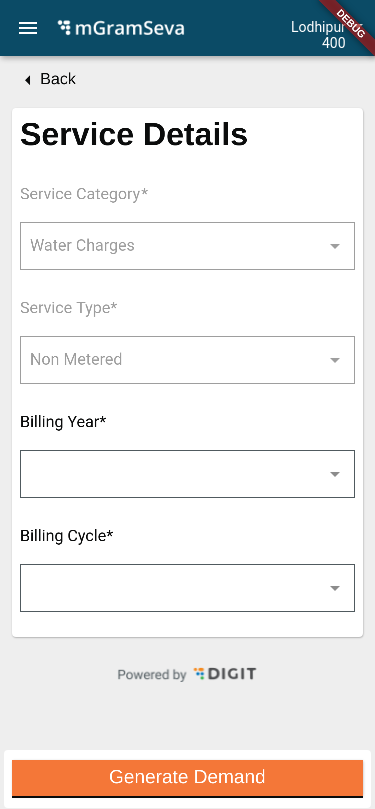 mGramSeva
Lodhipur
400
DEBUG
Back
Service Details
Service Category*
Water Charges
Service Type*
Non Metered
Billing Year*
Billing Cycle*
Powered by DIGIT
Generate Demand